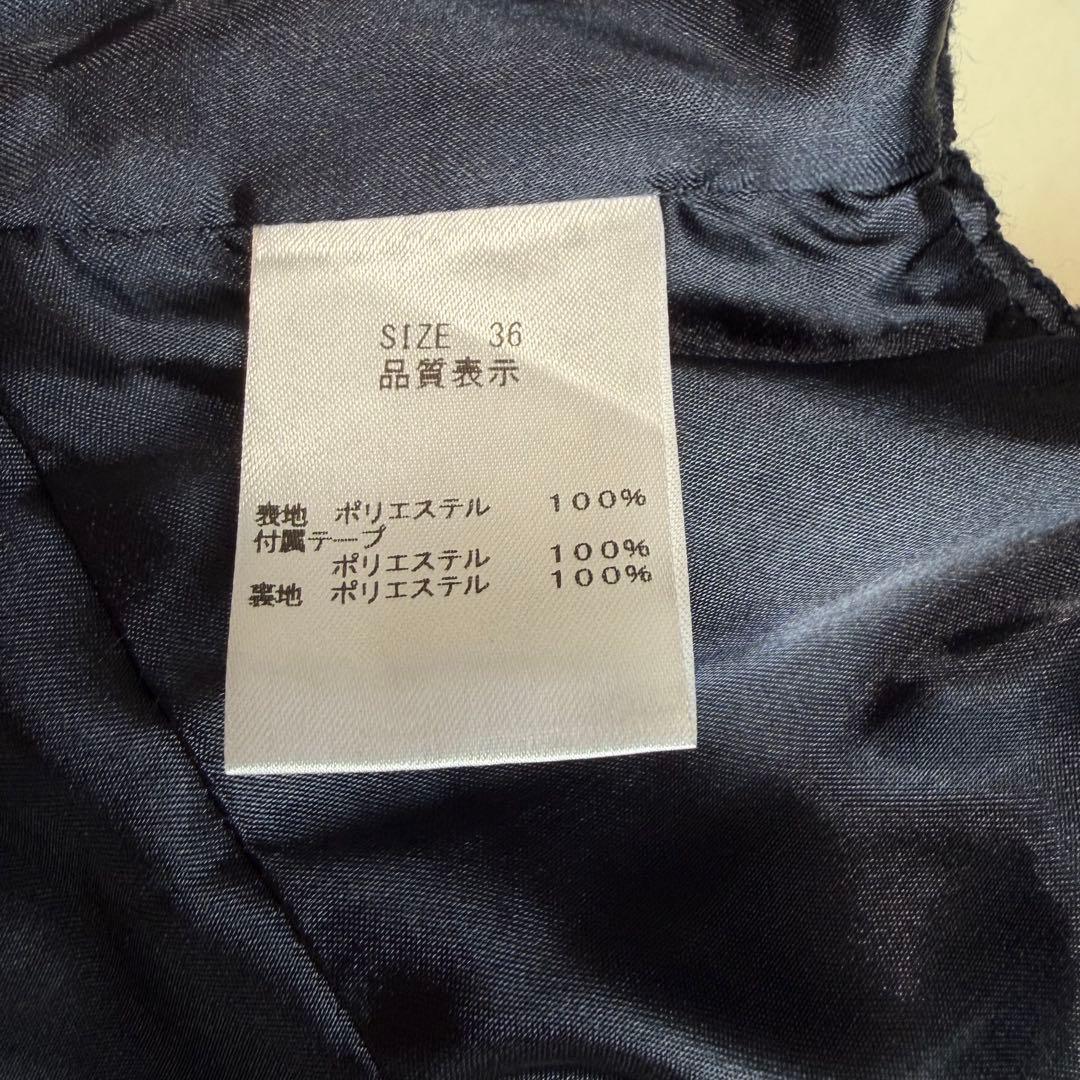 SIZE 36
品質表示
表地 ポリエステル １００％
付属テープ
ポリエステル １００％
裏地 ポリエステル １００％